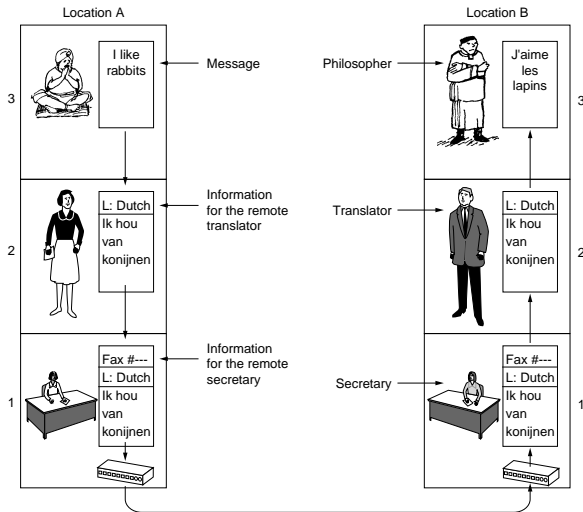 Location A
3
I like
rabbits
Message
2
L: Dutch
Ik hou
van
konijnen
Information
for the remote
translator
1
Fax #---
L: Dutch
Ik hou
van
konijnen
Information
for the remote
secretary
Location B
Philosopher
J'aime
les
lapins
3
Translator
L: Dutch
Ik hou
van
konijnen
2
Secretary
Fax #---
L: Dutch
Ik hou
van
konijnen
1